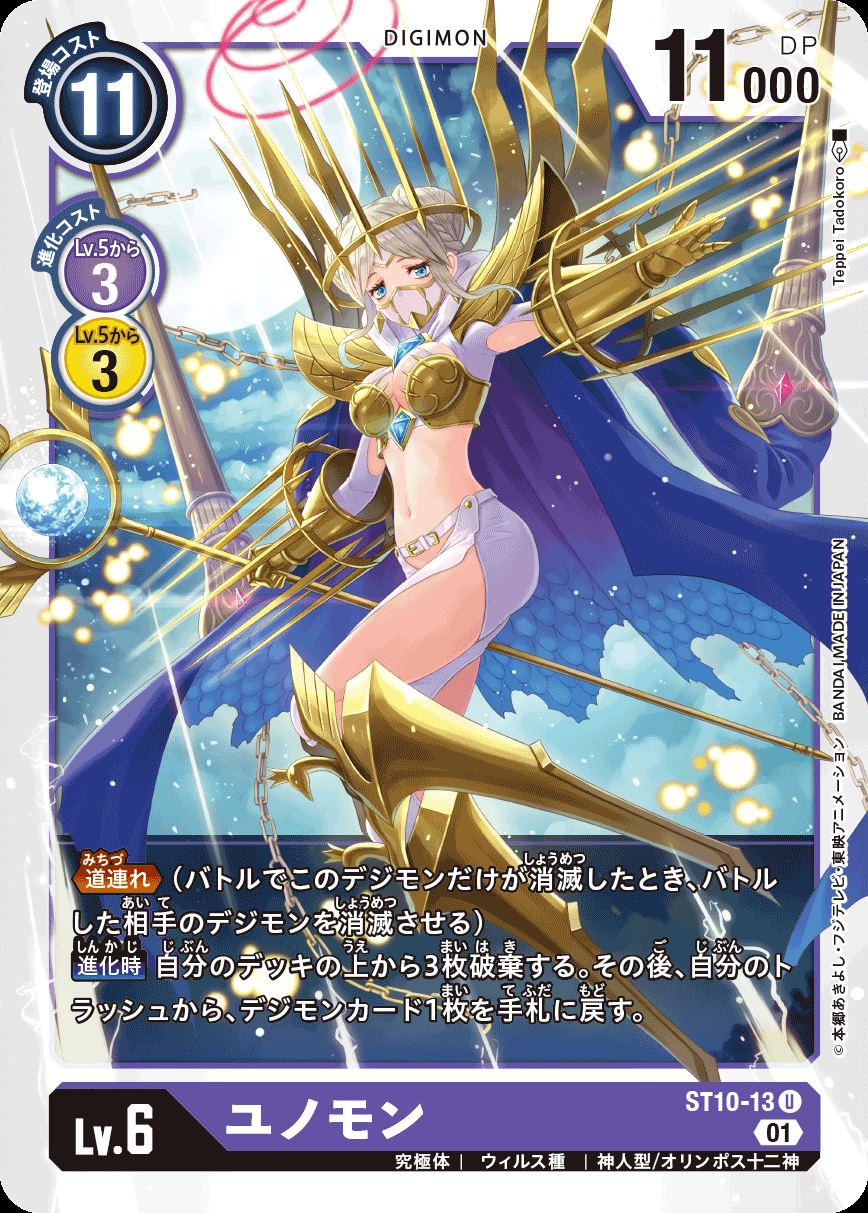 DIGIMON
登場コスト
11
DP
11000
進化コスト
Lv.5から
3
Lv.5から
3
Teppei Tadokoro
©本郷あきよし・フジテレビ・東映アニメーション BANDAI,MADE IN JAPAN
みちづ
道連れ (バトルでこのデジモンだけが消滅したとき、バトル
しょうめつ
した相手のデジモンを消滅させる)
あいて しょうめつ
しんかじ じぶん うえ まいはき ご じぶん
進化時 自分のデッキの上から3枚破棄する。その後、自分のト
まい てふだ もど
ラッシュから、デジモンカード1枚を手札に戻す。
ST10-13 U
01
Lv.6
ユノモン
究極体 | ウィルス種 | 神人型/オリンポス十二神